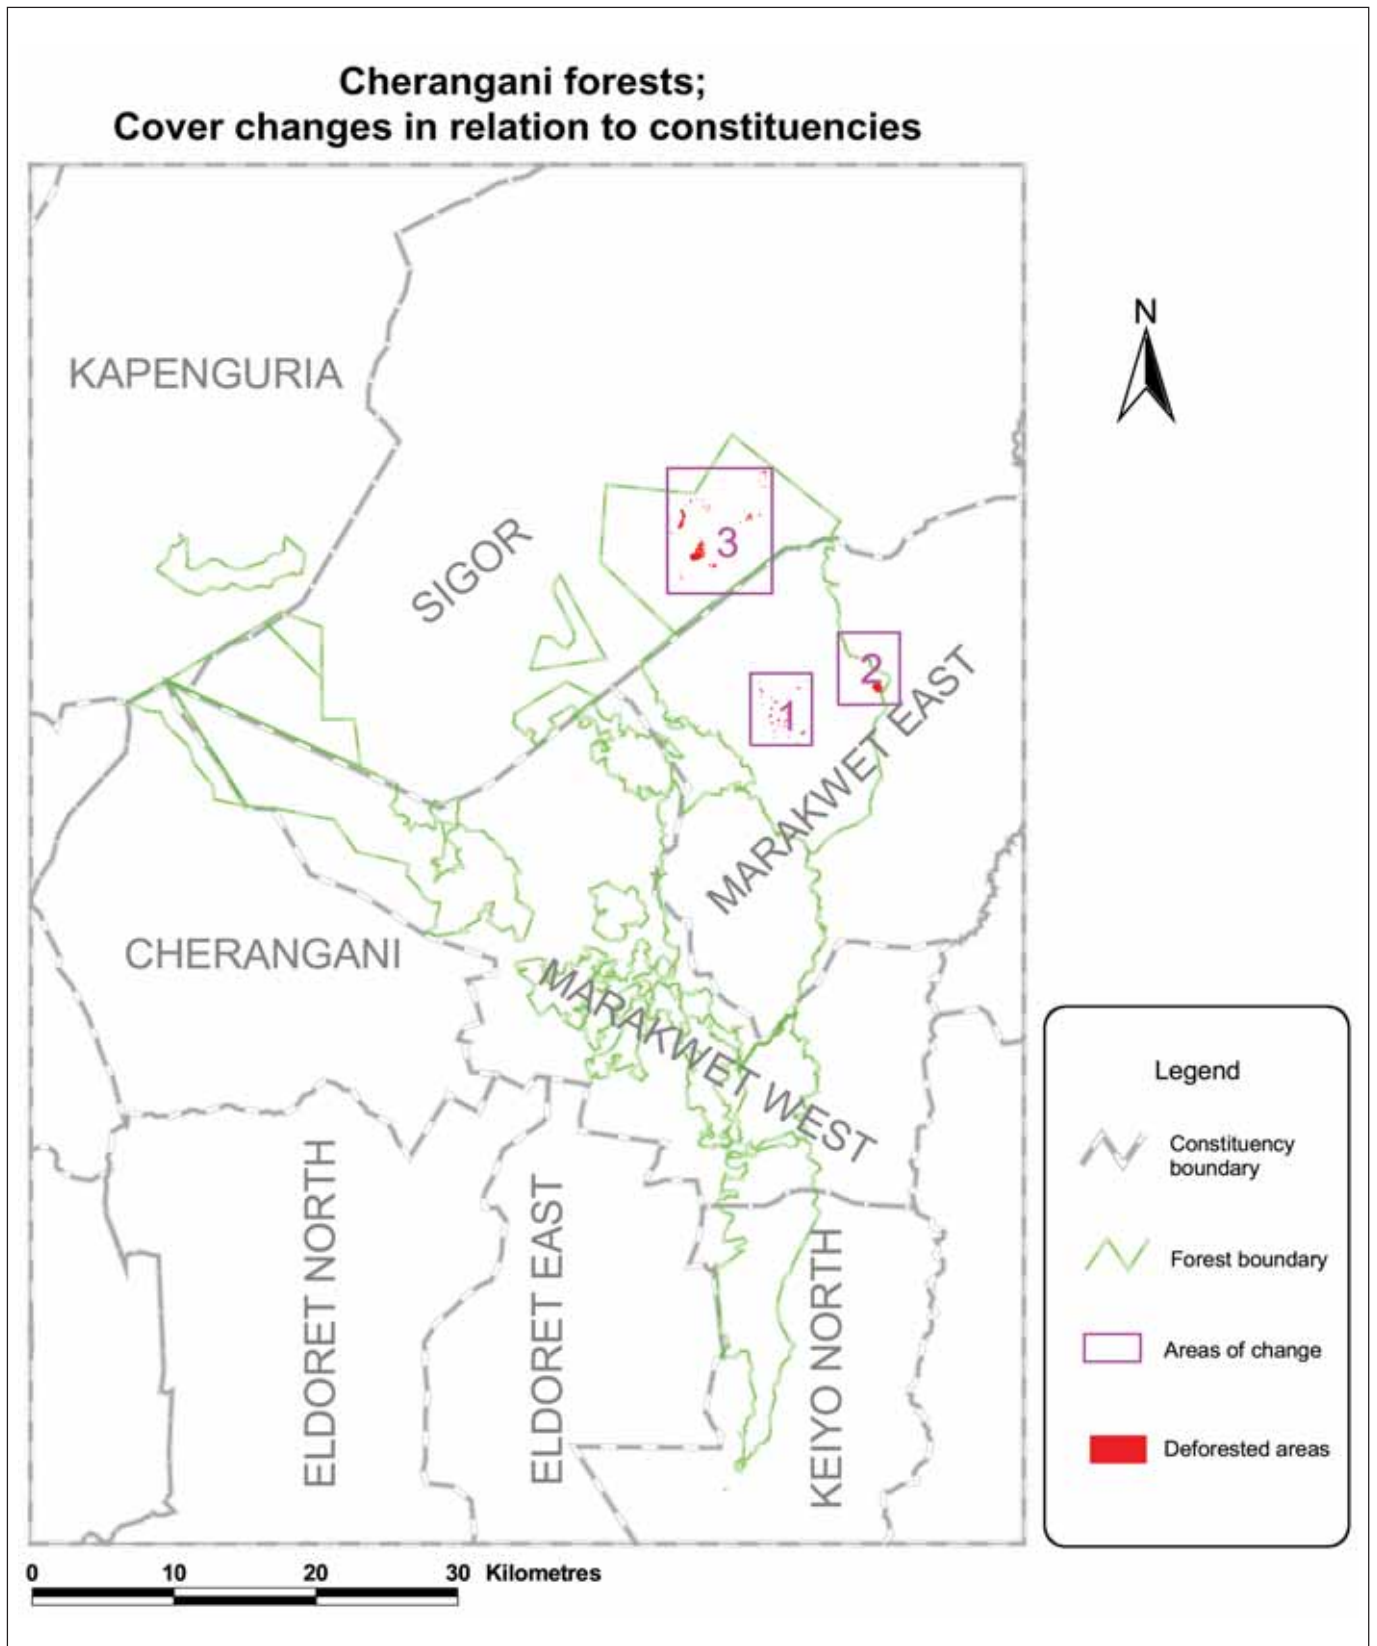 Cherangani forests;
Cover changes in relation to constituencies
N
KAPENGURIA
SIGOR
3
2
1
MARAKWET EAST
CHERANGANI
MARAKWET WEST
ELDORET NORTH
ELDORET EAST
KEIYO NORTH
Legend
Constituency
boundary
Forest boundary
Areas of change
Deforested areas
0 10 20 30 Kilometres